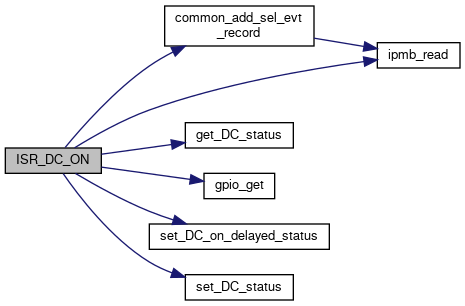 common_add_sel_evt
_record
ipmb_read
get_DC_status
ISR_DC_ON
gpio_get
set_DC_on_delayed_status
set_DC_status